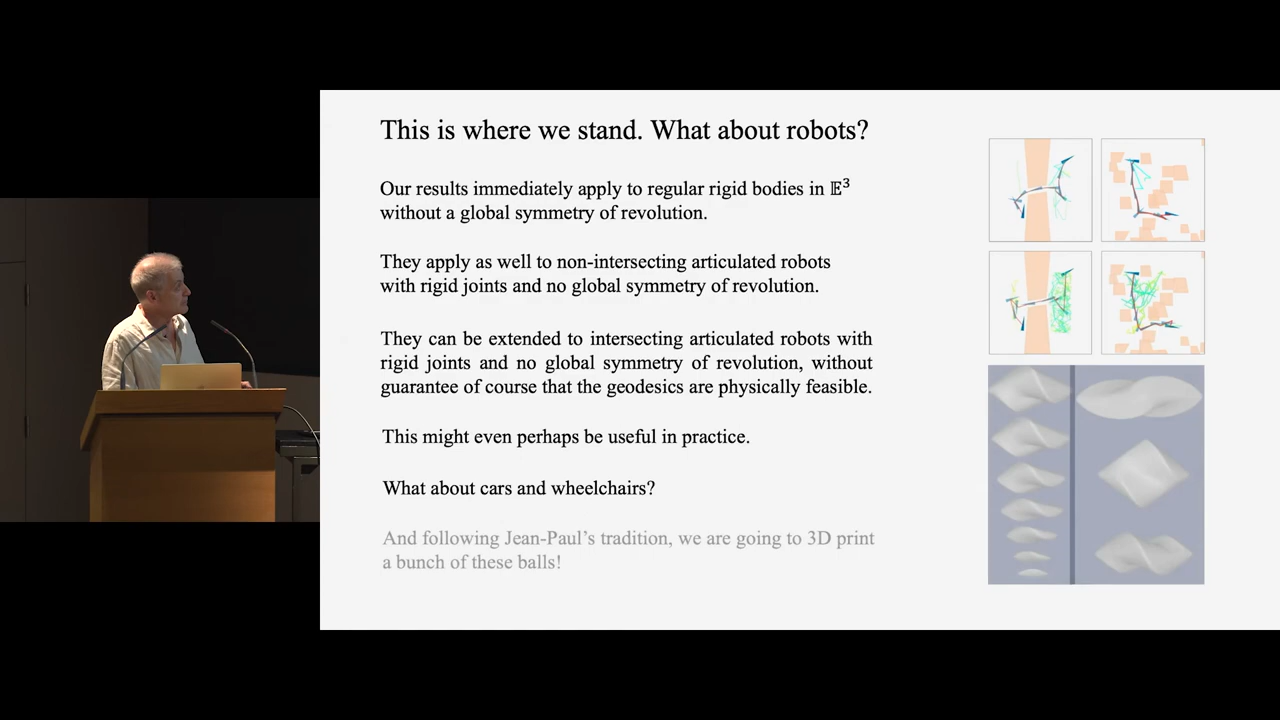 This is where we stand. What about robots?
Our results immediately apply to regular rigid bodies in 𝔼³
without a global symmetry of revolution.
They apply as well to non-intersecting articulated robots
with rigid joints and no global symmetry of revolution.
They can be extended to intersecting articulated robots with
rigid joints and no global symmetry of revolution, without
guarantee of course that the geodesics are physically feasible.
This might even perhaps be useful in practice.
What about cars and wheelchairs?
And following Jean-Paul's tradition, we are going to 3D print
a bunch of these balls!